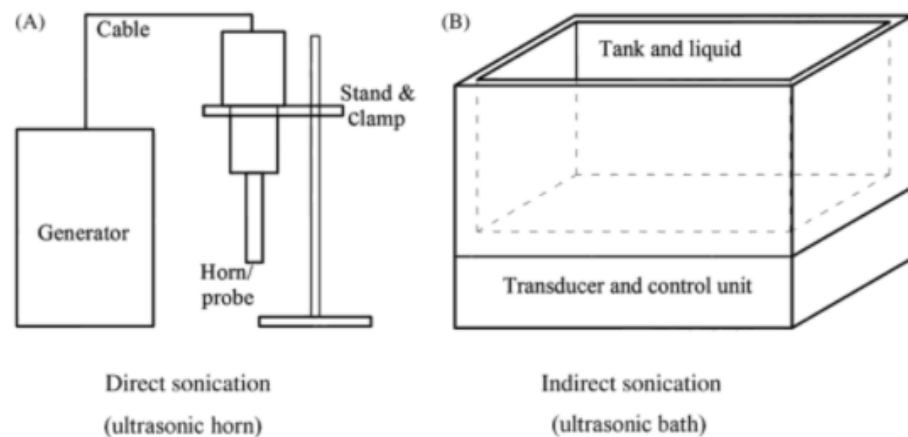 (A)
Cable
Stand &
Clamp
Generator
Horn/
probe
Direct sonication
(ultrasonic horn)
(B)
Tank and liquid
Transducer and control unit
Indirect sonication
(ultrasonic bath)